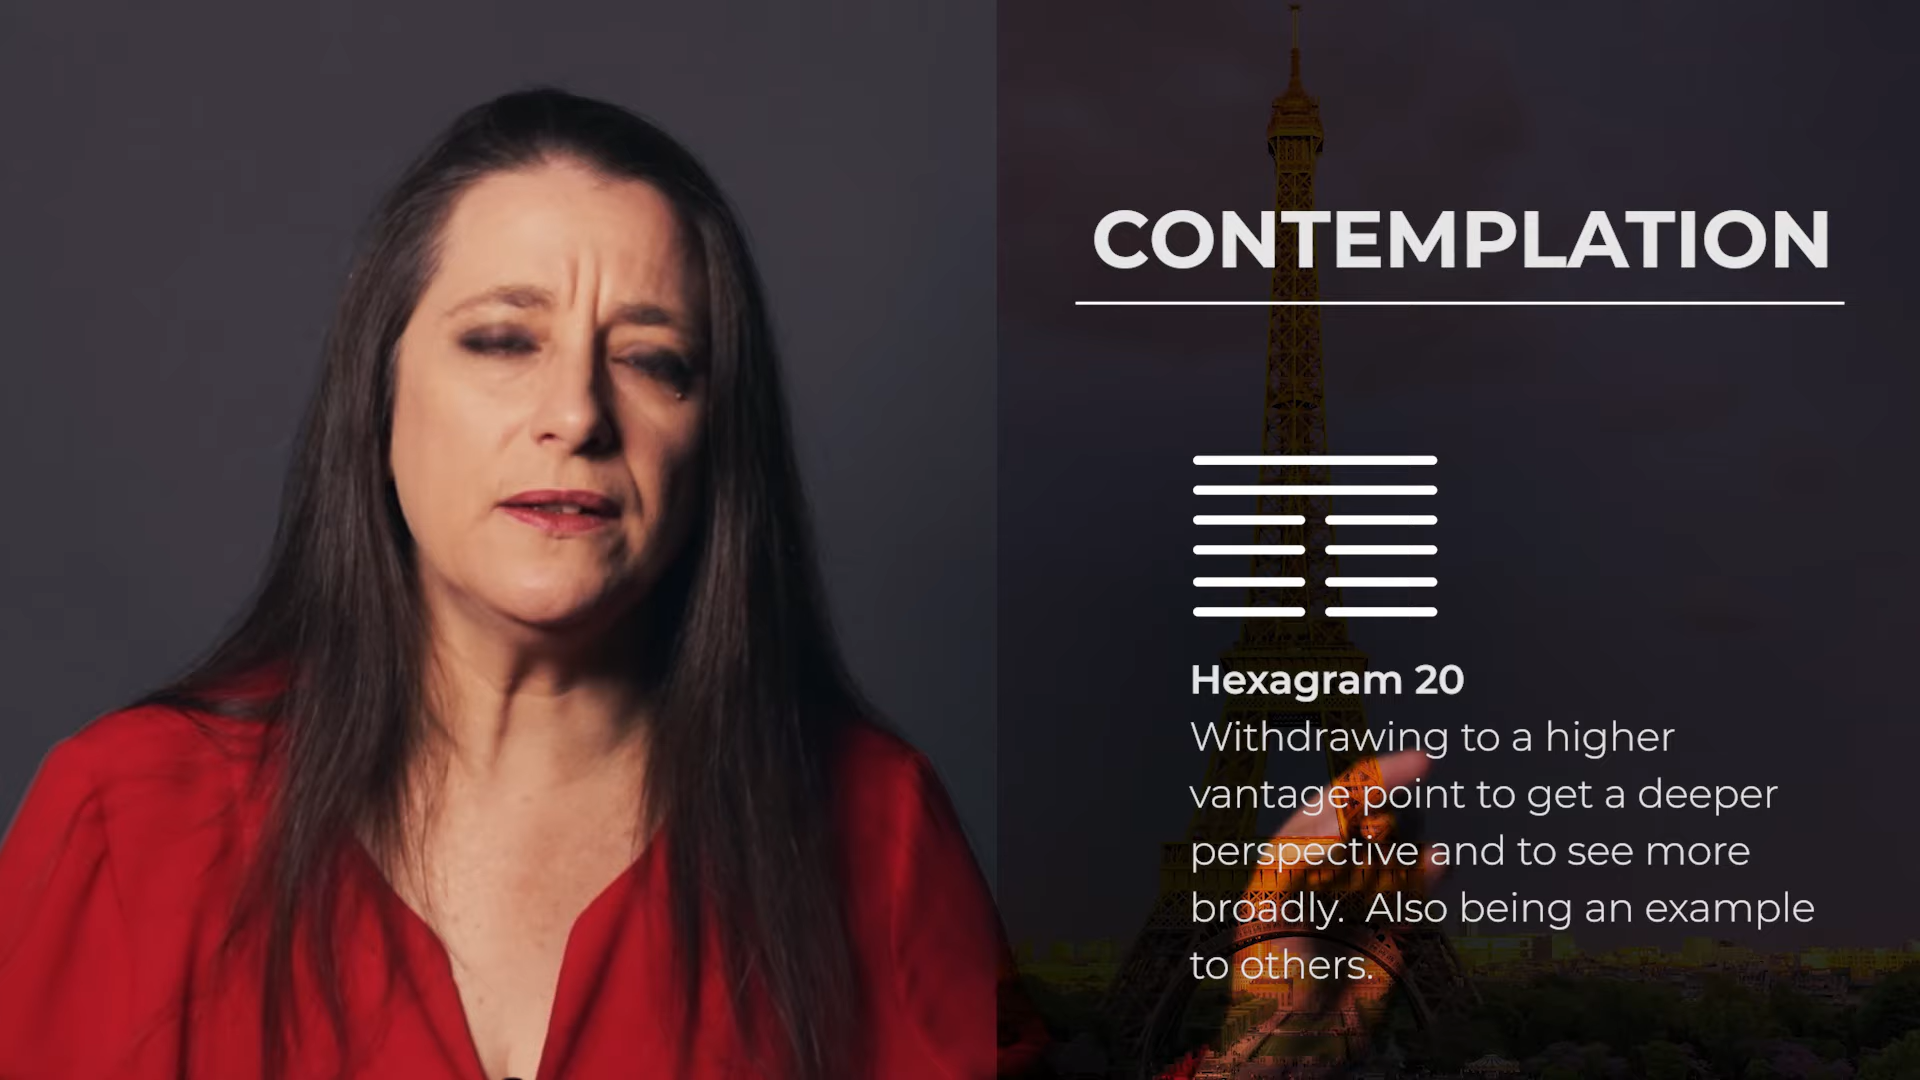 CONTEMPLATION
Hexagram 20
Withdrawing to a higher
vantage point to get a deeper
perspective and to see more
broadly.  Also being an example
to others.